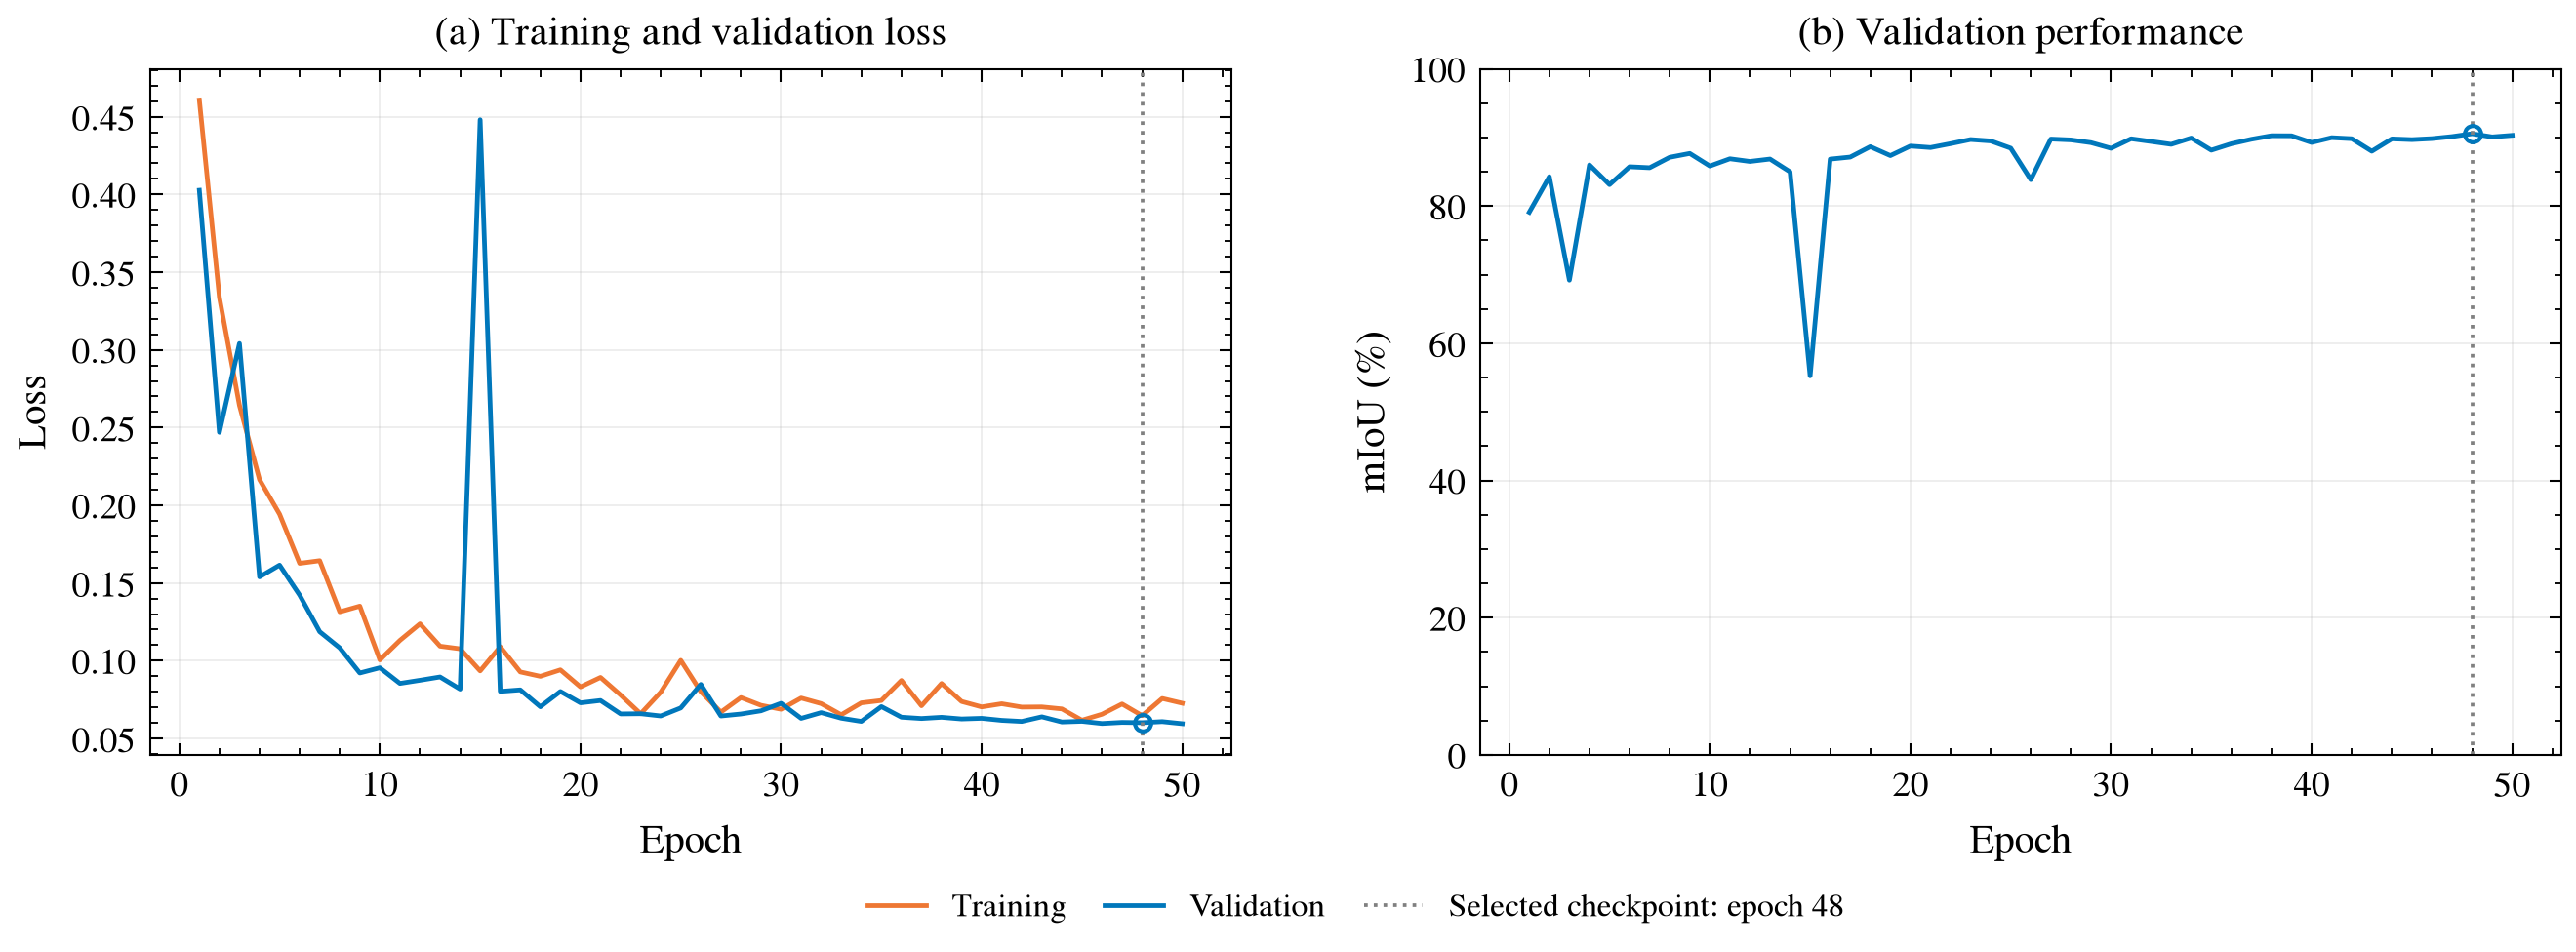 (a) Training and validation loss
0.45
0.40
0.35
0.30
0.25
0.20
0.15
0.10
0.05
Loss
0 10 20 30 40 50
Epoch
(b) Validation performance
100
80
60
40
20
0
mIoU (%)
0 10 20 30 40 50
Epoch
Training Validation Selected checkpoint: epoch 48